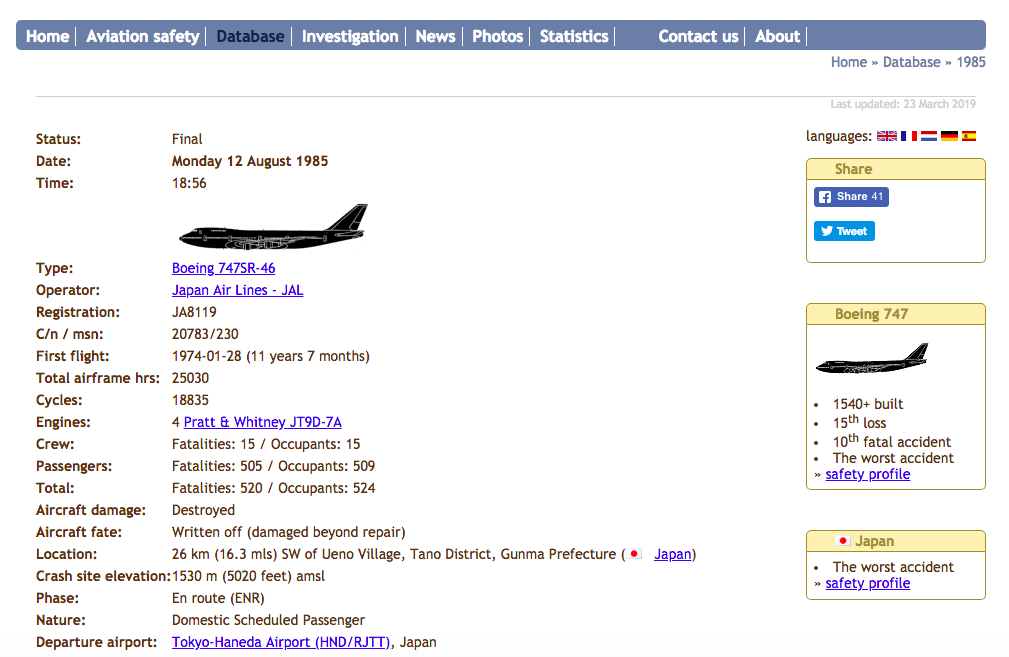 Home Aviation safety Database Investigation News Photos Statistics Contact us About
Home » Database » 1985
Last updated: 23 March 2019
languages:
Status: Final
Date: Monday 12 August 1985
Time: 18:56
Type: Boeing 747SR-46
Operator: Japan Air Lines - JAL
Registration: JA8119
C/n / msn: 20783/230
First flight: 1974-01-28 (11 years 7 months)
Total airframe hrs: 25030
Cycles: 18835
Engines: 4 Pratt & Whitney JT9D-7A
Crew: Fatalities: 15 / Occupants: 15
Passengers: Fatalities: 505 / Occupants: 509
Total: Fatalities: 520 / Occupants: 524
Aircraft damage: Destroyed
Aircraft fate: Written off (damaged beyond repair)
Location: 26 km (16.3 mls) SW of Ueno Village, Tano District, Gunma Prefecture ( Japan)
Crash site elevation: 1530 m (5020 feet) amsl
Phase: En route (ENR)
Nature: Domestic Scheduled Passenger
Departure airport: Tokyo-Haneda Airport (HND/RJTT), Japan
Share
Share 41
Tweet
Boeing 747
• 1540+ built
• 15th loss
• 10th fatal accident
• The worst accident
» safety profile
Japan
• The worst accident
» safety profile